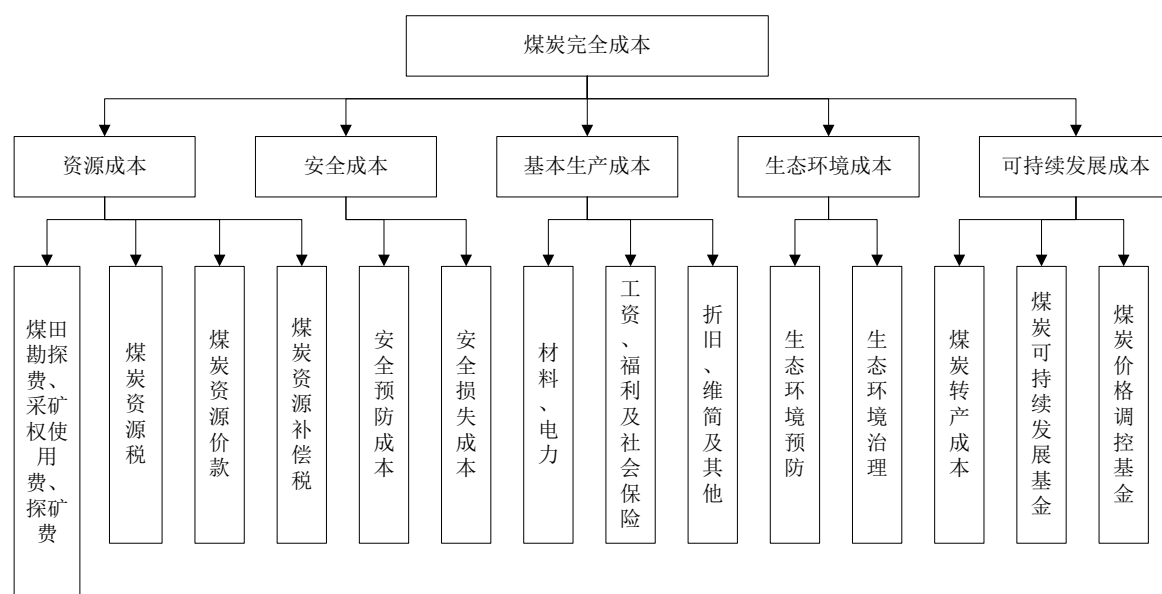 煤炭完全成本
资源成本
安全成本
基本生产成本
生态环境成本
可持续发展成本
煤田
勘探
费、
采矿
权使
用
费、
探矿
费
煤炭资源税
煤炭资源价款
煤炭资源补偿税
安全预防成本
安全损失成本
材料、电力
工资、福利及社会保险
折旧、维简及其他
生态环境预防
生态环境治理
煤炭转产成本
煤炭可持续发展基金
煤炭价格调控基金